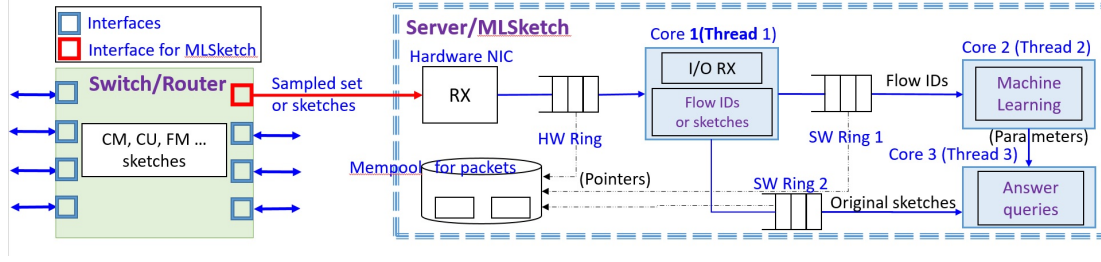 Interfaces
Interface for MLSketch
Switch/Router
CM, CU, FM ...
sketches
Sampled set
or sketches
Server/MLSketch
Hardware NIC
RX
HW Ring
Mempool for packets
(Pointers)
Core 1(Thread 1)
I/O RX
Flow IDs
or sketches
SW Ring 1
SW Ring 2
Flow IDs
Original sketches
Core 2 (Thread 2)
Machine
Learning
(Parameters)
Core 3 (Thread 3)
Answer
queries